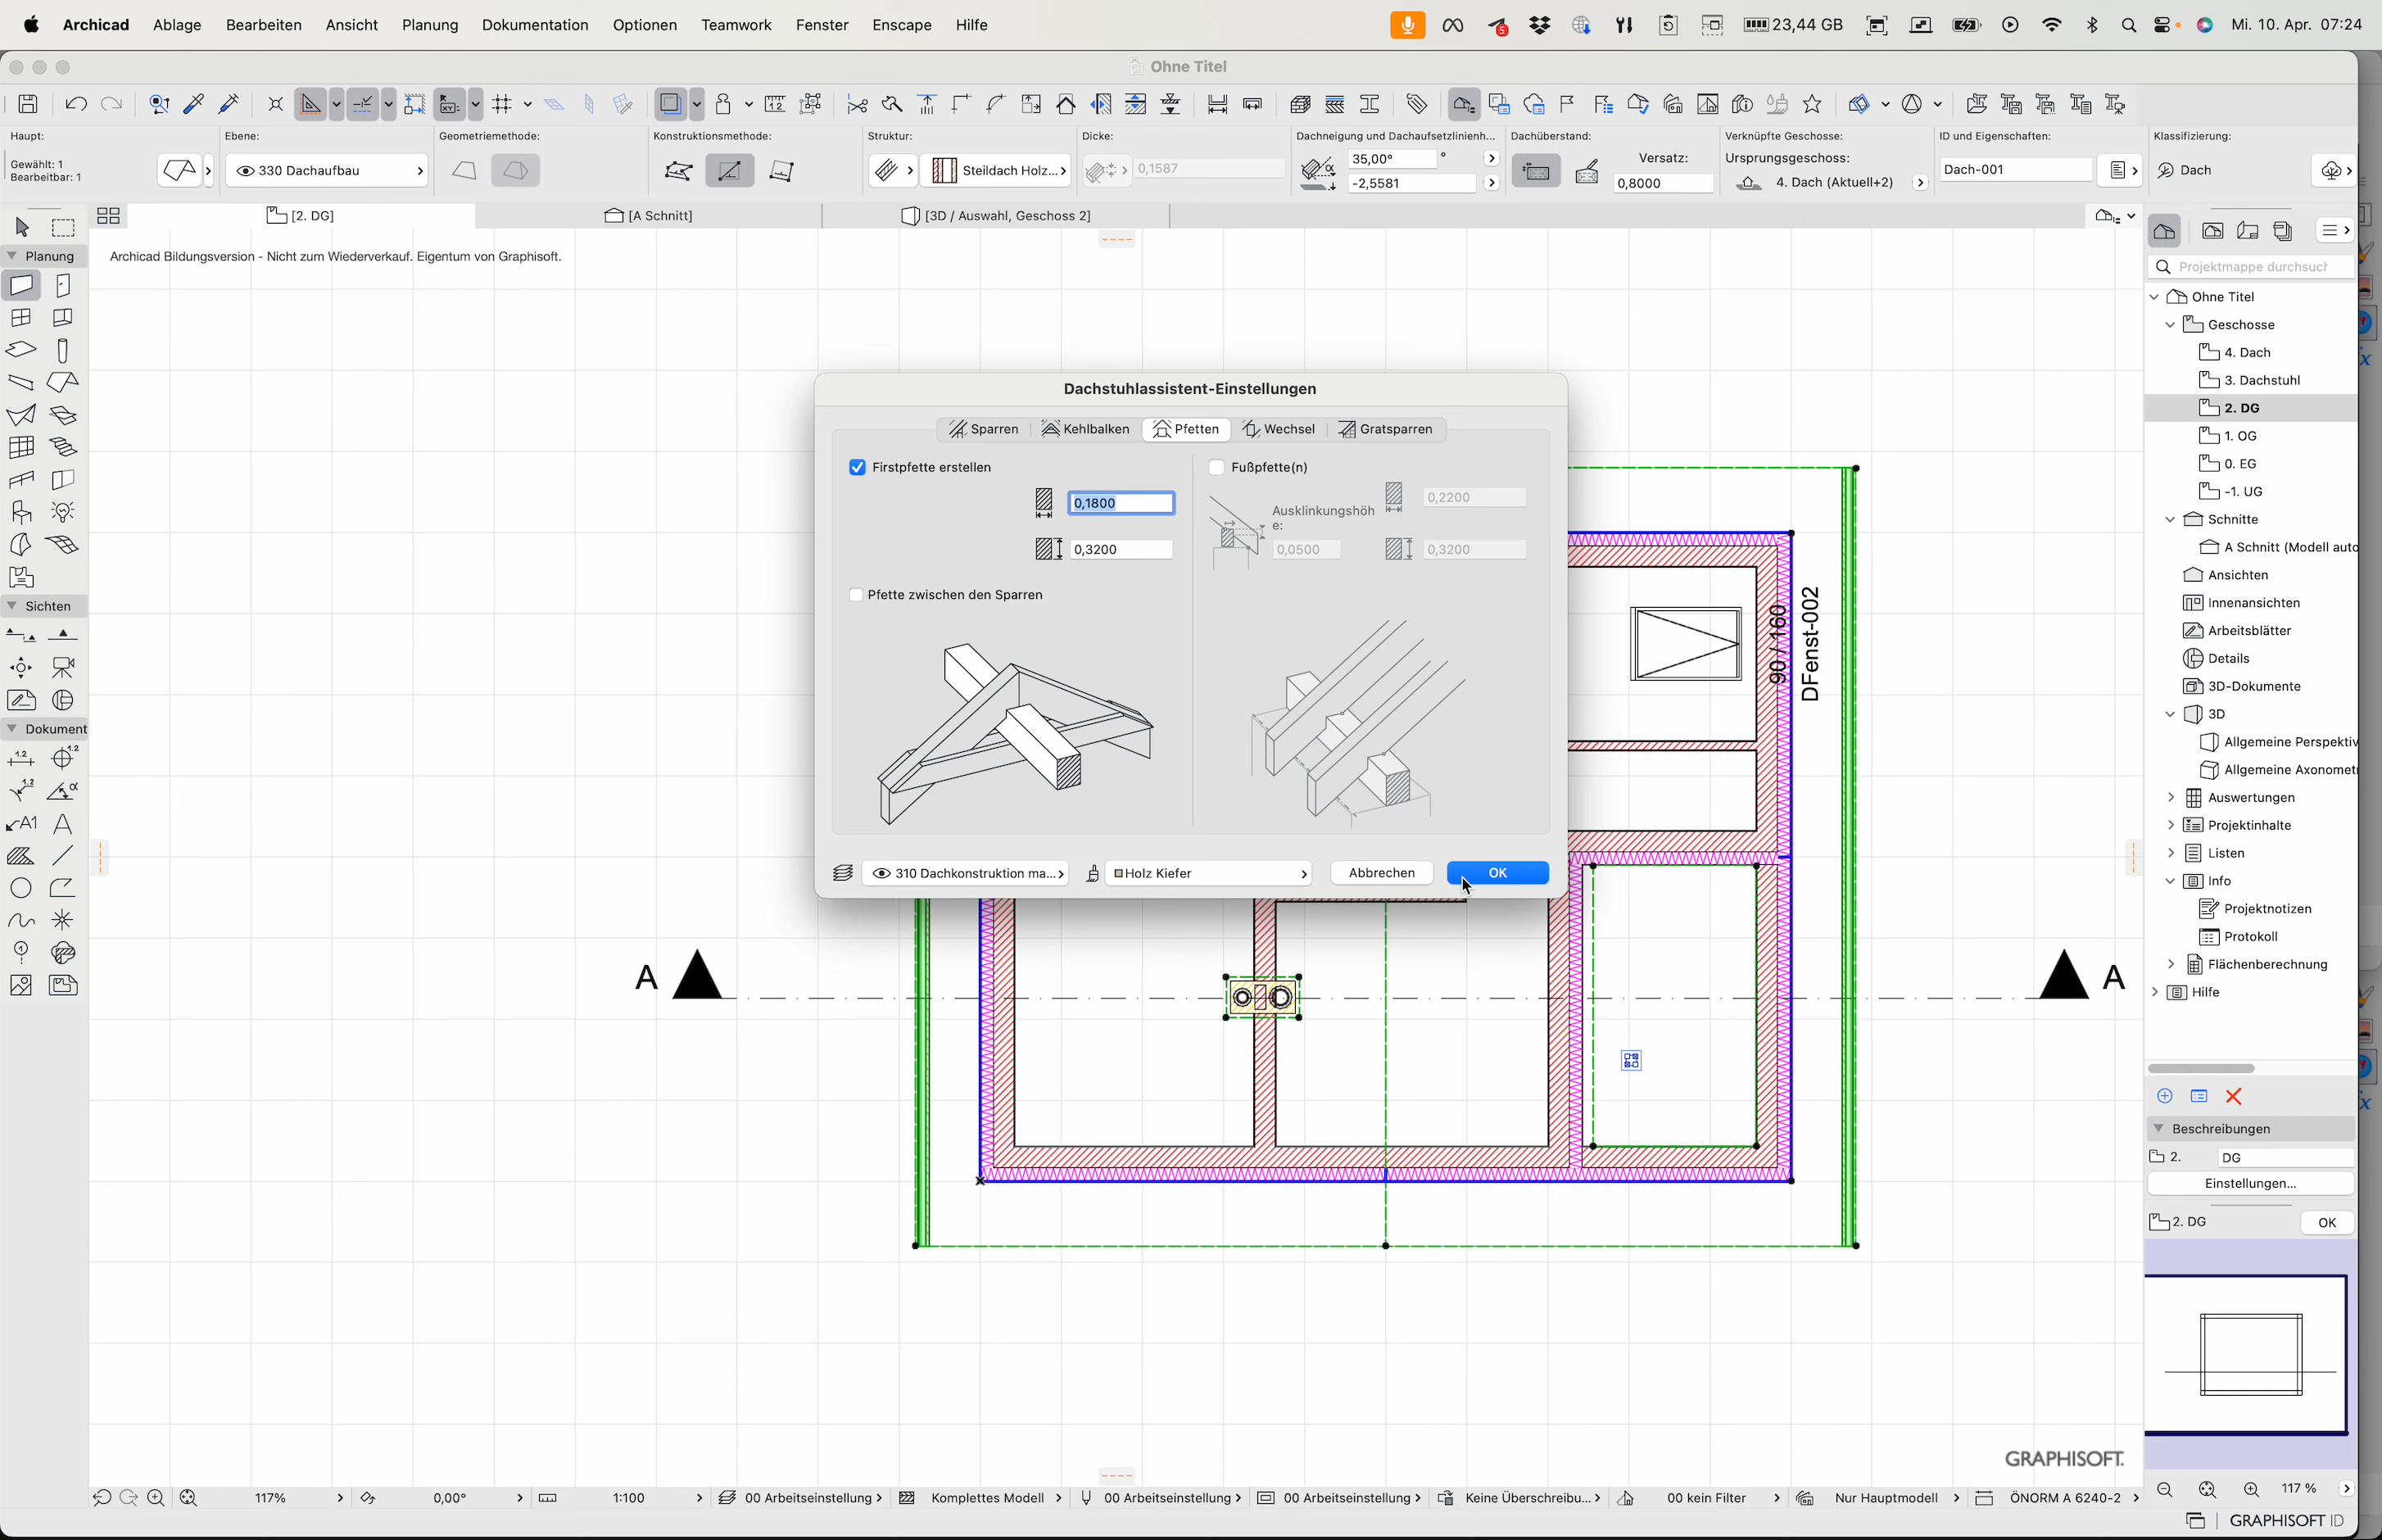 Archicad Ablage Bearbeiten Ansicht Planung Dokumentation Optionen Teamwork Fenster Enscape Hilfe
5
23,44 GB
Mi. 10. Apr. 07:24
Ohne Titel
Haupt:
Ebene:
Geometriemethode:
Konstruktionsmethode:
Struktur:
Dicke:
Dachneigung und Dachaufsetzlinienh...
Dachüberstand:
Verknüpfte Geschosse:
ID und Eigenschaften:
Klassifizierung:
Gewählt: 1
Bearbeitbar: 1
330 Dachaufbau
Steildach Holz...
0,1587
35,00°
°
-2,5581
Versatz:
0,8000
Ursprungsgeschoss:
4. Dach (Aktuell+2)
Dach-001
Dach
[2. DG]
[A Schnitt]
[3D / Auswahl, Geschoss 2]
Planung
Archicad Bildungsversion - Nicht zum Wiederverkauf. Eigentum von Graphisoft.
Sichten
Dokument
1.2
1.2
1.2
A1
Dachstuhlassistent-Einstellungen
Sparren
Kehlbalken
Pfetten
Wechsel
Gratsparren
Firstpfette erstellen
0,1800
0,3200
Pfette zwischen den Sparren
Fußpfette(n)
0,2200
Ausklinkungshöh
e:
0,0500
0,3200
310 Dachkonstruktion ma...
Holz Kiefer
Abbrechen
OK
90 / 160
DFenst-002
A
A
Projektmappe durchsuch
Ohne Titel
Geschosse
4. Dach
3. Dachstuhl
2. DG
1. OG
0. EG
-1. UG
Schnitte
A Schnitt (Modell auto
Ansichten
Innenansichten
Arbeitsblätter
Details
3D-Dokumente
3D
Allgemeine Perspektiv
Allgemeine Axonomet
Auswertungen
Projektinhalte
Listen
Info
Projektnotizen
Protokoll
Flächenberechnung
Hilfe
Beschreibungen
2.
DG
Einstellungen...
2. DG
OK
GRAPHISOFT.
117%
0,00°
1:100
00 Arbeitseinstellung
Komplettes Modell
00 Arbeitseinstellung
00 Arbeitseinstellung
Keine Überschreibu...
00 kein Filter
Nur Hauptmodell
ÖNORM A 6240-2
117 %
GRAPHISOFT ID